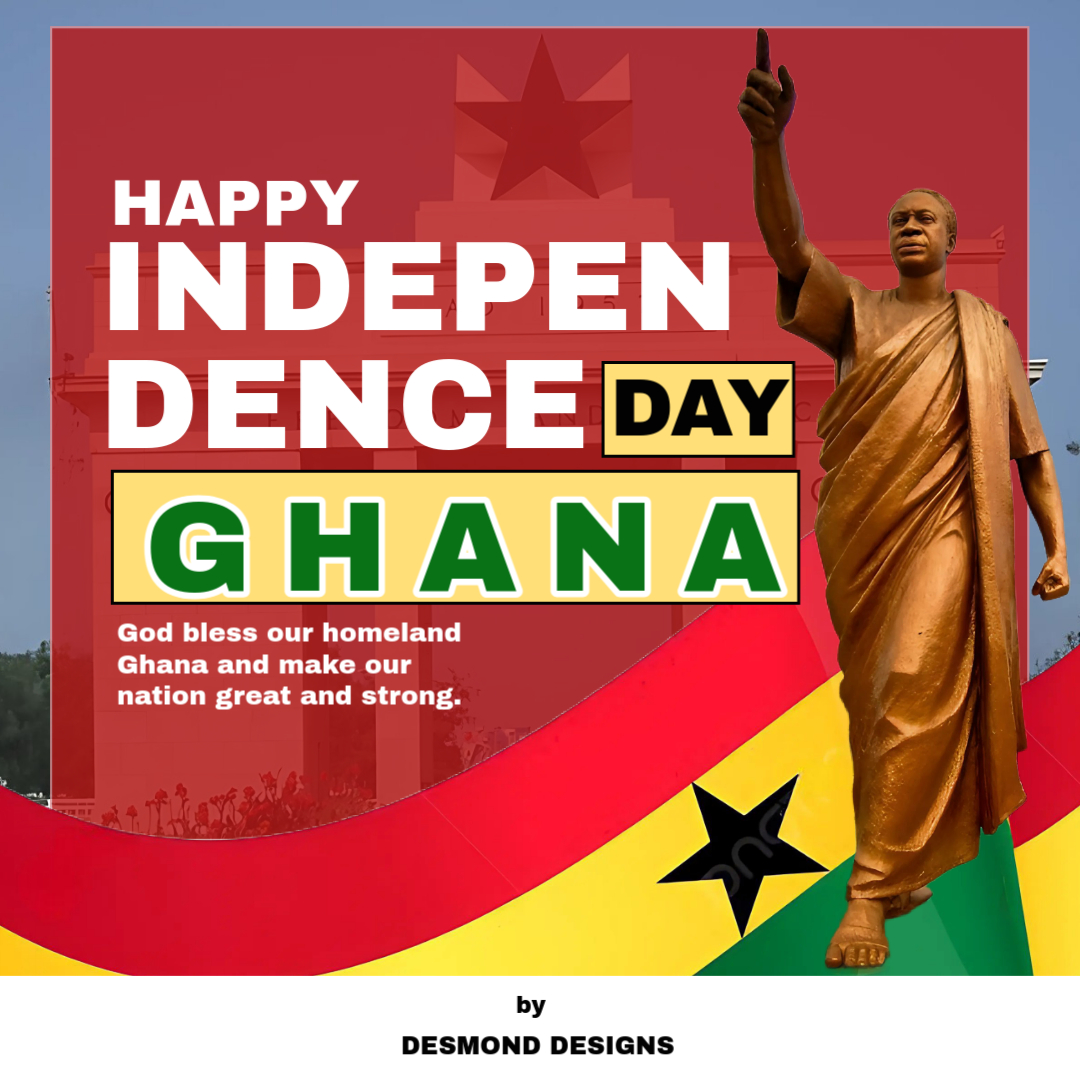 HAPPY
INDEPEN
DENCE DAY
GHANA
God bless our homeland
Ghana and make our
nation great and strong.
by
DESMOND DESIGNS